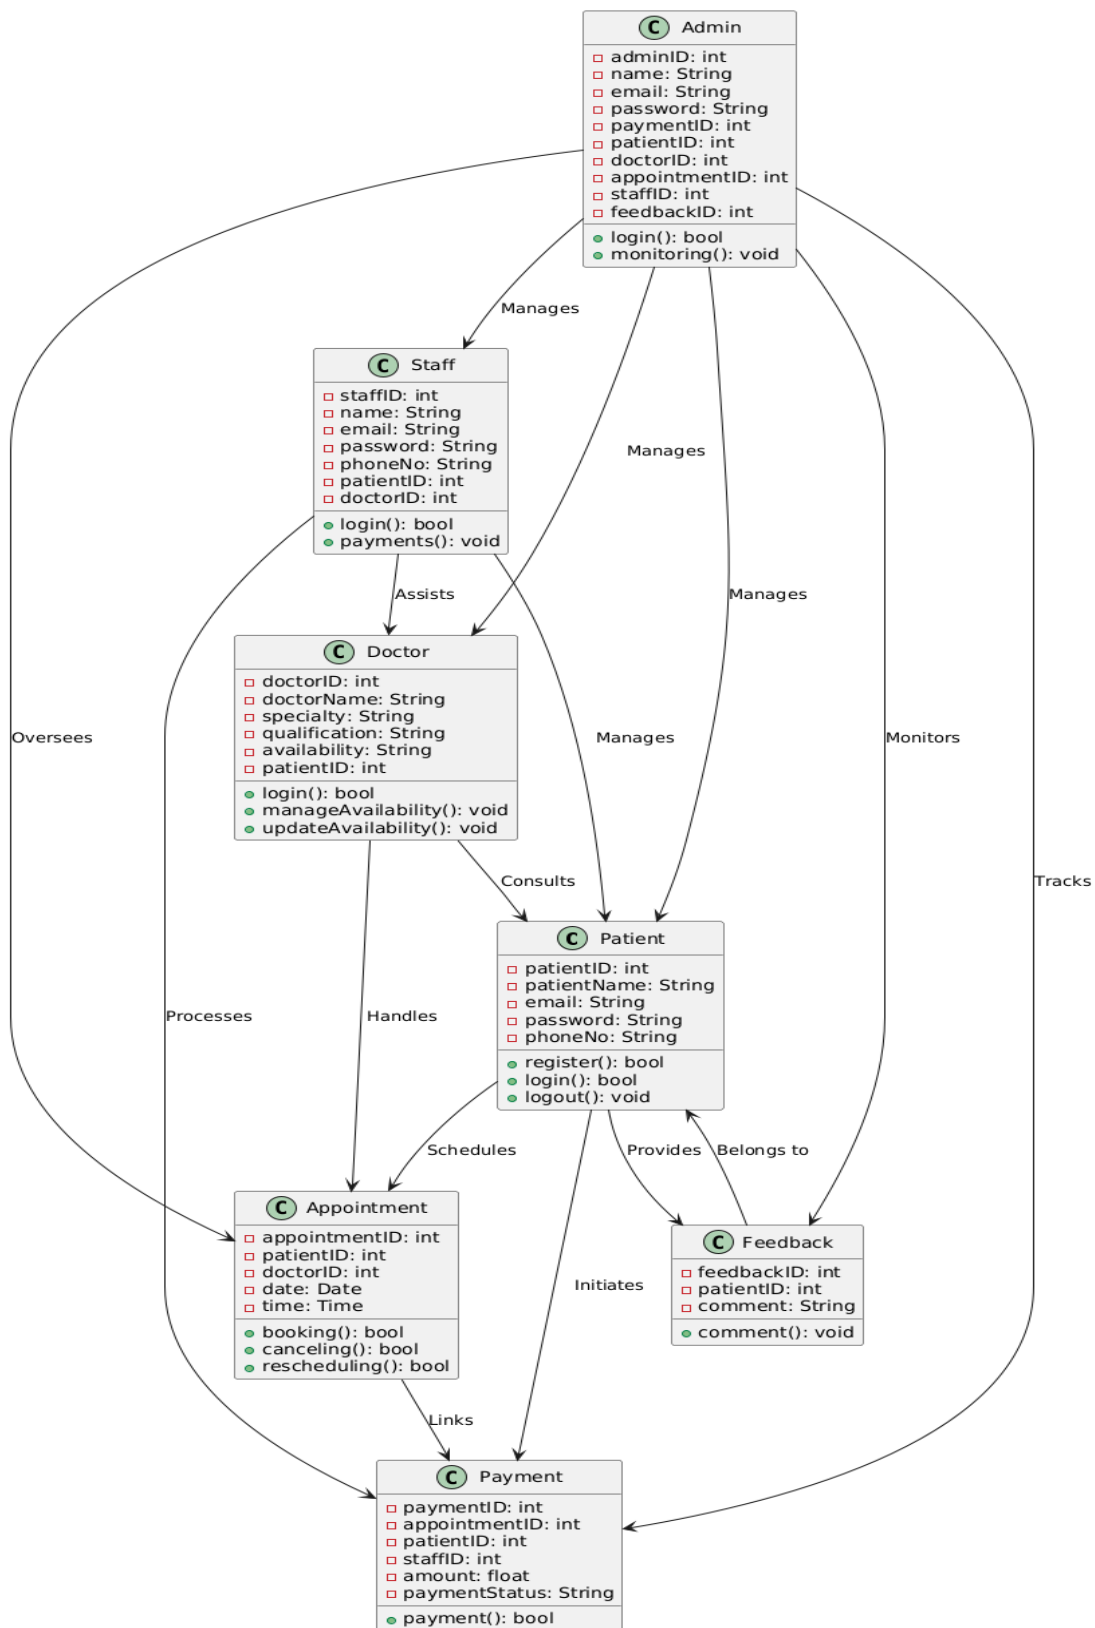 C Admin
adminID: int
name: String
email: String
password: String
paymentID: int
patientID: int
doctorID: int
appointmentID: int
staffID: int
feedbackID: int
login(): bool
monitoring(): void
Manages
C Staff
staffID: int
name: String
email: String
password: String
phoneNo: String
patientID: int
doctorID: int
login(): bool
payments(): void
Manages
Assists
Manages
C Doctor
doctorID: int
doctorName: String
specialty: String
qualification: String
availability: String
patientID: int
login(): bool
manageAvailability(): void
updateAvailability(): void
Oversees
Manages
Monitors
Consults
Tracks
C Patient
patientID: int
patientName: String
email: String
password: String
phoneNo: String
register(): bool
login(): bool
logout(): void
Processes
Handles
Schedules
Provides
Belongs to
C Appointment
appointmentID: int
patientID: int
doctorID: int
date: Date
time: Time
booking(): bool
canceling(): bool
rescheduling(): bool
C Feedback
feedbackID: int
patientID: int
comment: String
comment(): void
Initiates
Links
C Payment
paymentID: int
appointmentID: int
patientID: int
staffID: int
amount: float
paymentStatus: String
payment(): bool